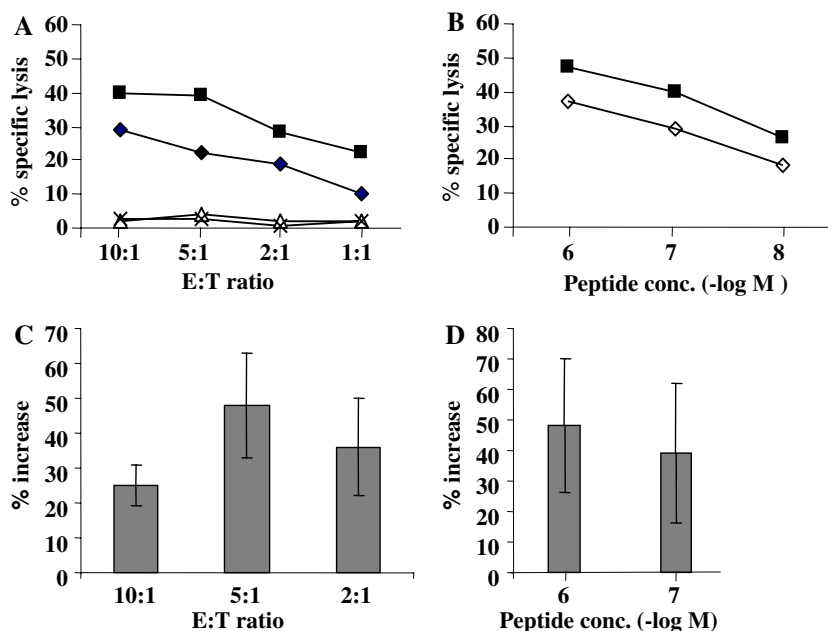 A
% specific lysis
60
50
40
30
20
10
0
10:1 5:1 2:1 1:1
E:T ratio
B
% specific lysis
60
50
40
30
20
10
0
6 7 8
Peptide conc. (-log M )
C
% increase
70
60
50
40
30
20
10
0
10:1 5:1 2:1
E:T ratio
D
% increase
80
70
60
50
40
30
20
10
0
6 7
Peptide conc. (-log M)